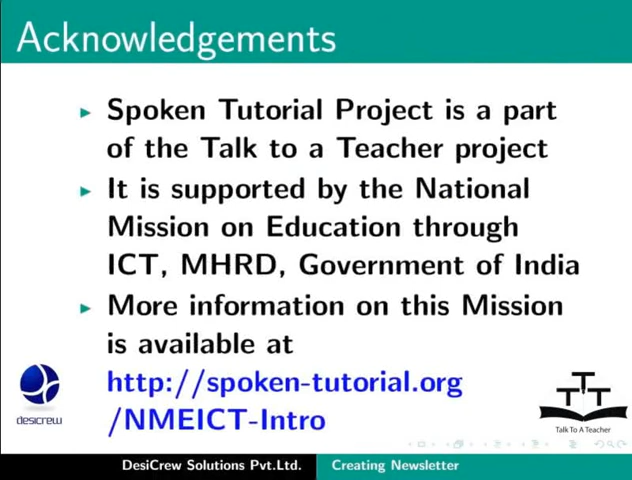 Acknowledgements
Spoken Tutorial Project is a part
of the Talk to a Teacher project
It is supported by the National
Mission on Education through
ICT, MHRD, Government of India
More information on this Mission
is available at
http://spoken-tutorial.org
/NMEICT-Intro
desicrew
TTT
Talk To A Teacher
DesiCrew Solutions Pvt.Ltd.
Creating Newsletter